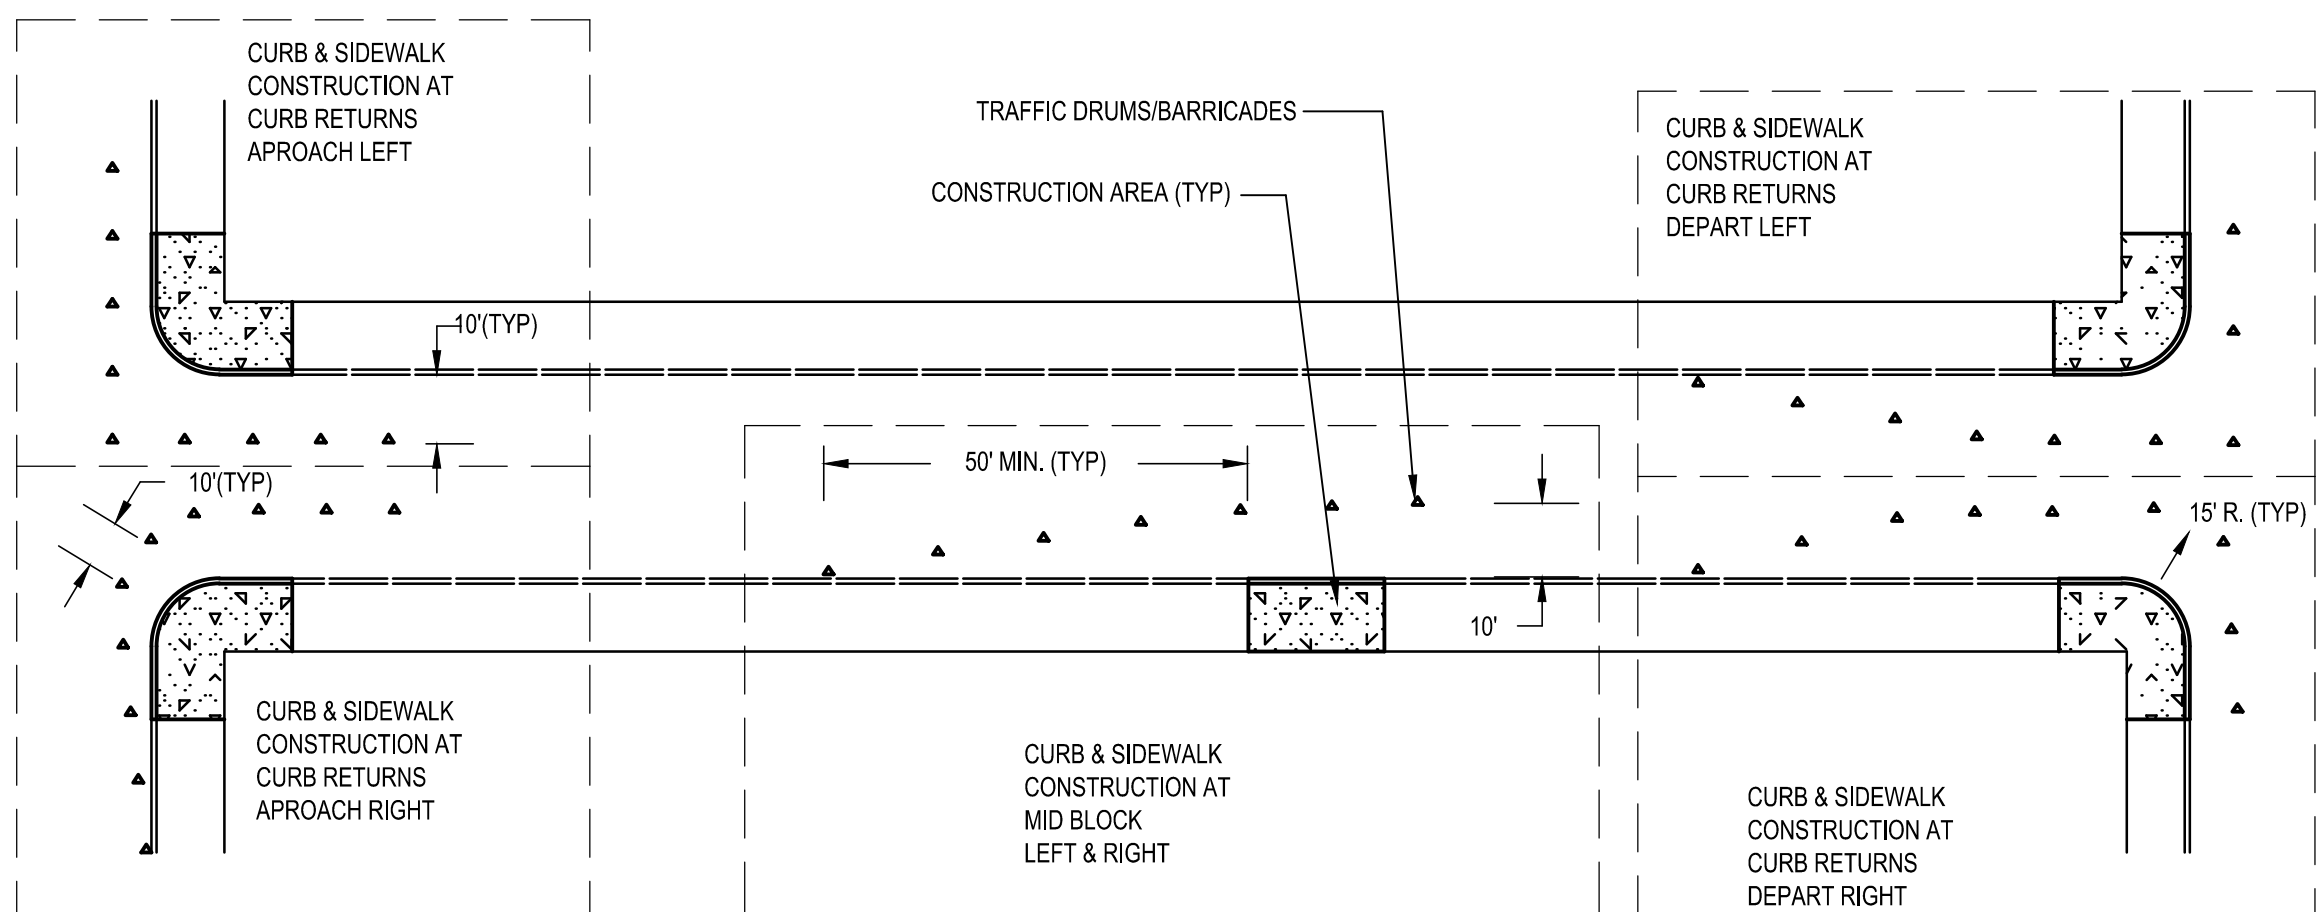 CURB & SIDEWALK
CONSTRUCTION AT
CURB RETURNS
APROACH LEFT
TRAFFIC DRUMS/BARRICADES
CONSTRUCTION AREA (TYP)
CURB & SIDEWALK
CONSTRUCTION AT
CURB RETURNS
DEPART LEFT
10'(TYP)
10'(TYP)
50' MIN. (TYP)
15' R. (TYP)
10'
CURB & SIDEWALK
CONSTRUCTION AT
CURB RETURNS
APROACH RIGHT
CURB & SIDEWALK
CONSTRUCTION AT
MID BLOCK
LEFT & RIGHT
CURB & SIDEWALK
CONSTRUCTION AT
CURB RETURNS
DEPART RIGHT